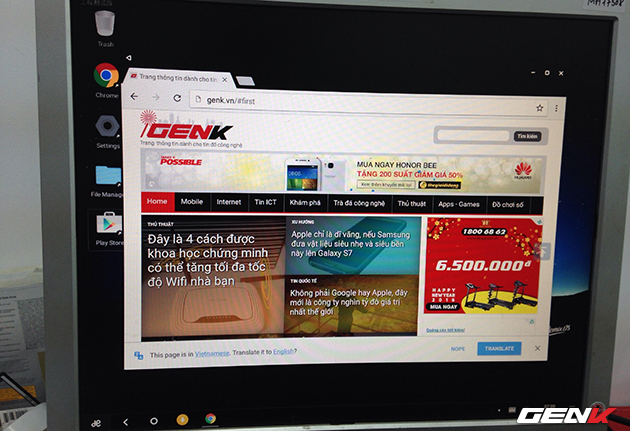 MH1750K
Trash
Chrome
Settings
File Manager
Play Store
Trang thông tin dành cho tín
genk.vn/#first
GENK
Trang thông tin dành cho tín đồ công nghệ
Tìm kiếm
POSSIBLE
MUA NGAY HONOR BEE
TẶNG 200 SUẤT GIẢM GIÁ 50%
thegioididong
HUAWEI
Home
Mobile
Internet
Tin ICT
Khám phá
Trà đá công nghệ
Thủ thuật
Apps - Games
Đồ chơi số
THỦ THUẬT
Đây là 4 cách được
khoa học chứng minh
có thể tăng tối đa tốc
độ Wifi nhà bạn
XU HƯỚNG
Apple chỉ là dĩ vãng, nếu Samsung
đưa vật liệu siêu nhẹ và siêu bền
này lên Galaxy S7
TIN QUỐC TẾ
Không phải Google hay Apple, đây
mới là công ty nghìn tỷ đô giá trị
nhất thế giới
1800 68 62
6.500.000đ
HAPPY
NEW YEAR
2016
MUA NGAY
This page is in Vietnamese. Translate it to English?
NOPE
TRANSLATE
GENK